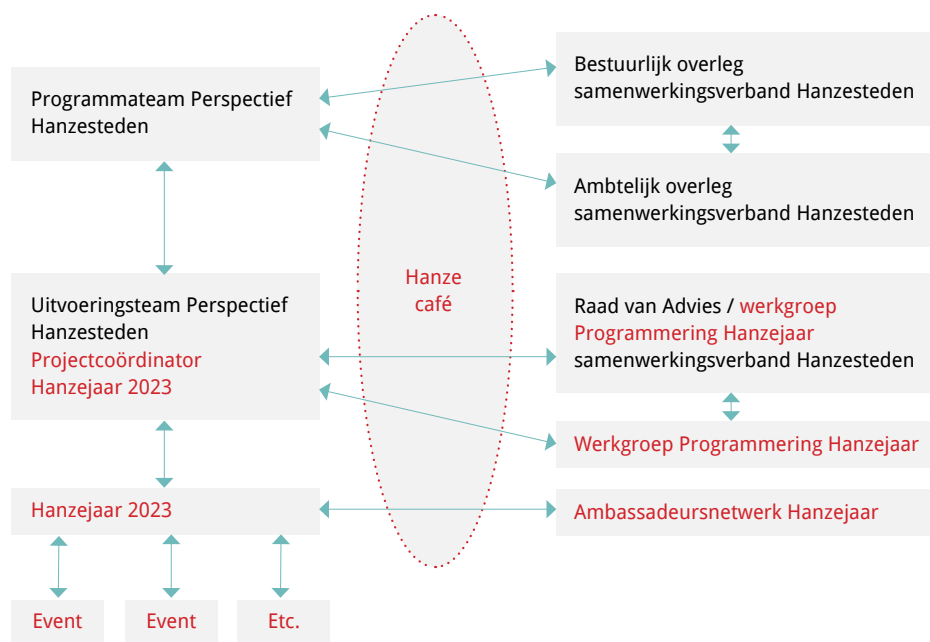 Programmateam Perspectief
Hanzesteden
Uitvoeringsteam Perspectief
Hanzesteden
Projectcoördinator
Hanzejaar 2023
Hanzejaar 2023
Event
Event
Etc.
Hanze
café
Bestuurlijk overleg
samenwerkingsverband Hanzesteden
Ambtelijk overleg
samenwerkingsverband Hanzesteden
Raad van Advies / werkgroep
Programmering Hanzejaar
samenwerkingsverband Hanzesteden
Werkgroep Programmering Hanzejaar
Ambassadeursnetwerk Hanzejaar